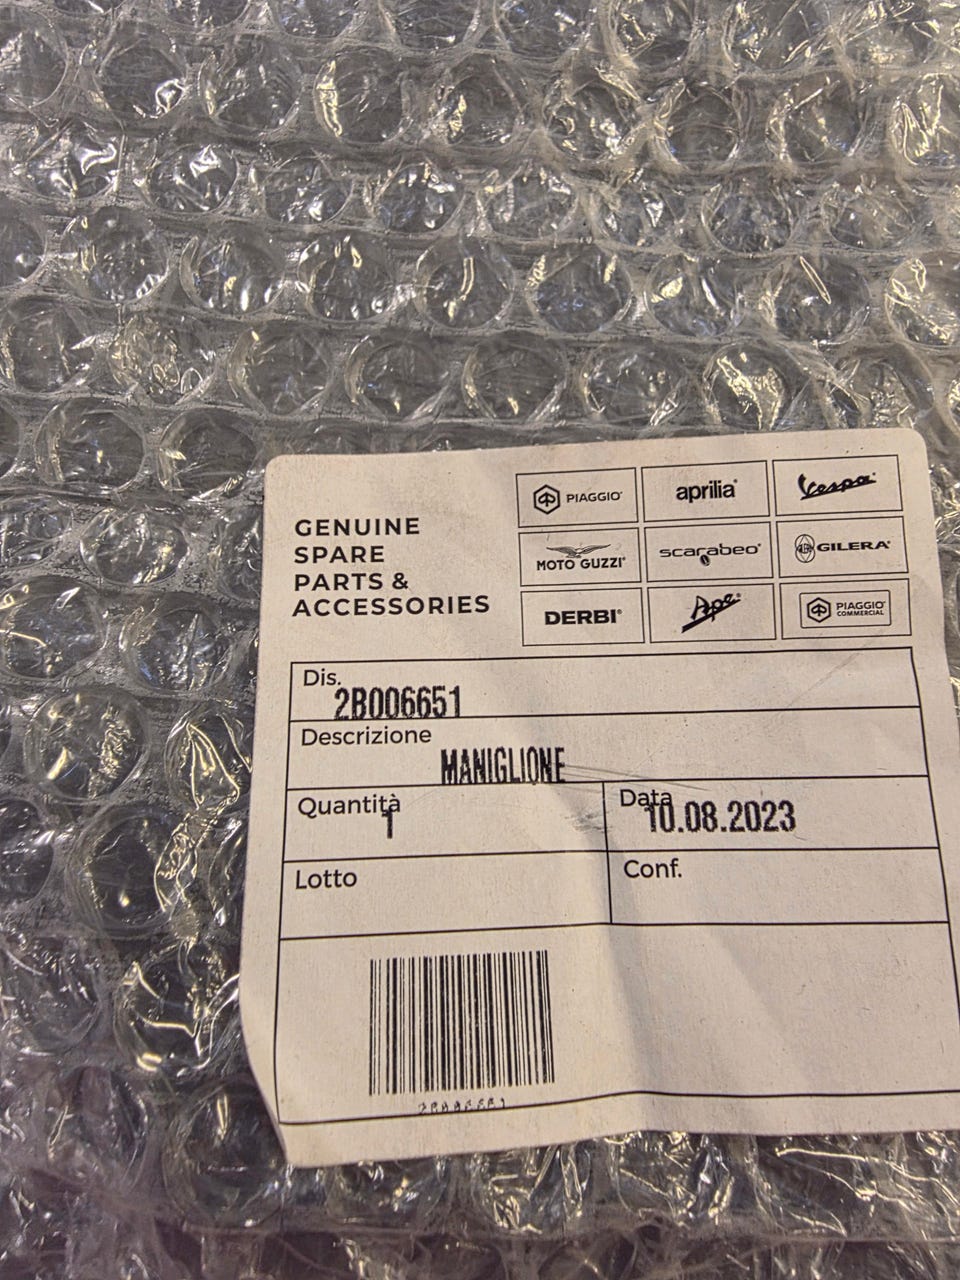 GENUINE
SPARE
PARTS &
ACCESSORIES
PIAGGIO®
aprilia®
Vespa®
MOTO GUZZI®
scarabeo®
GILERA®
DERBI®
Ape®
PIAGGIO®
COMMERCIAL
Dis.
2B006651
Descrizione
MANIGLIONE
Quantità
1
Data
10.08.2023
Lotto
Conf.